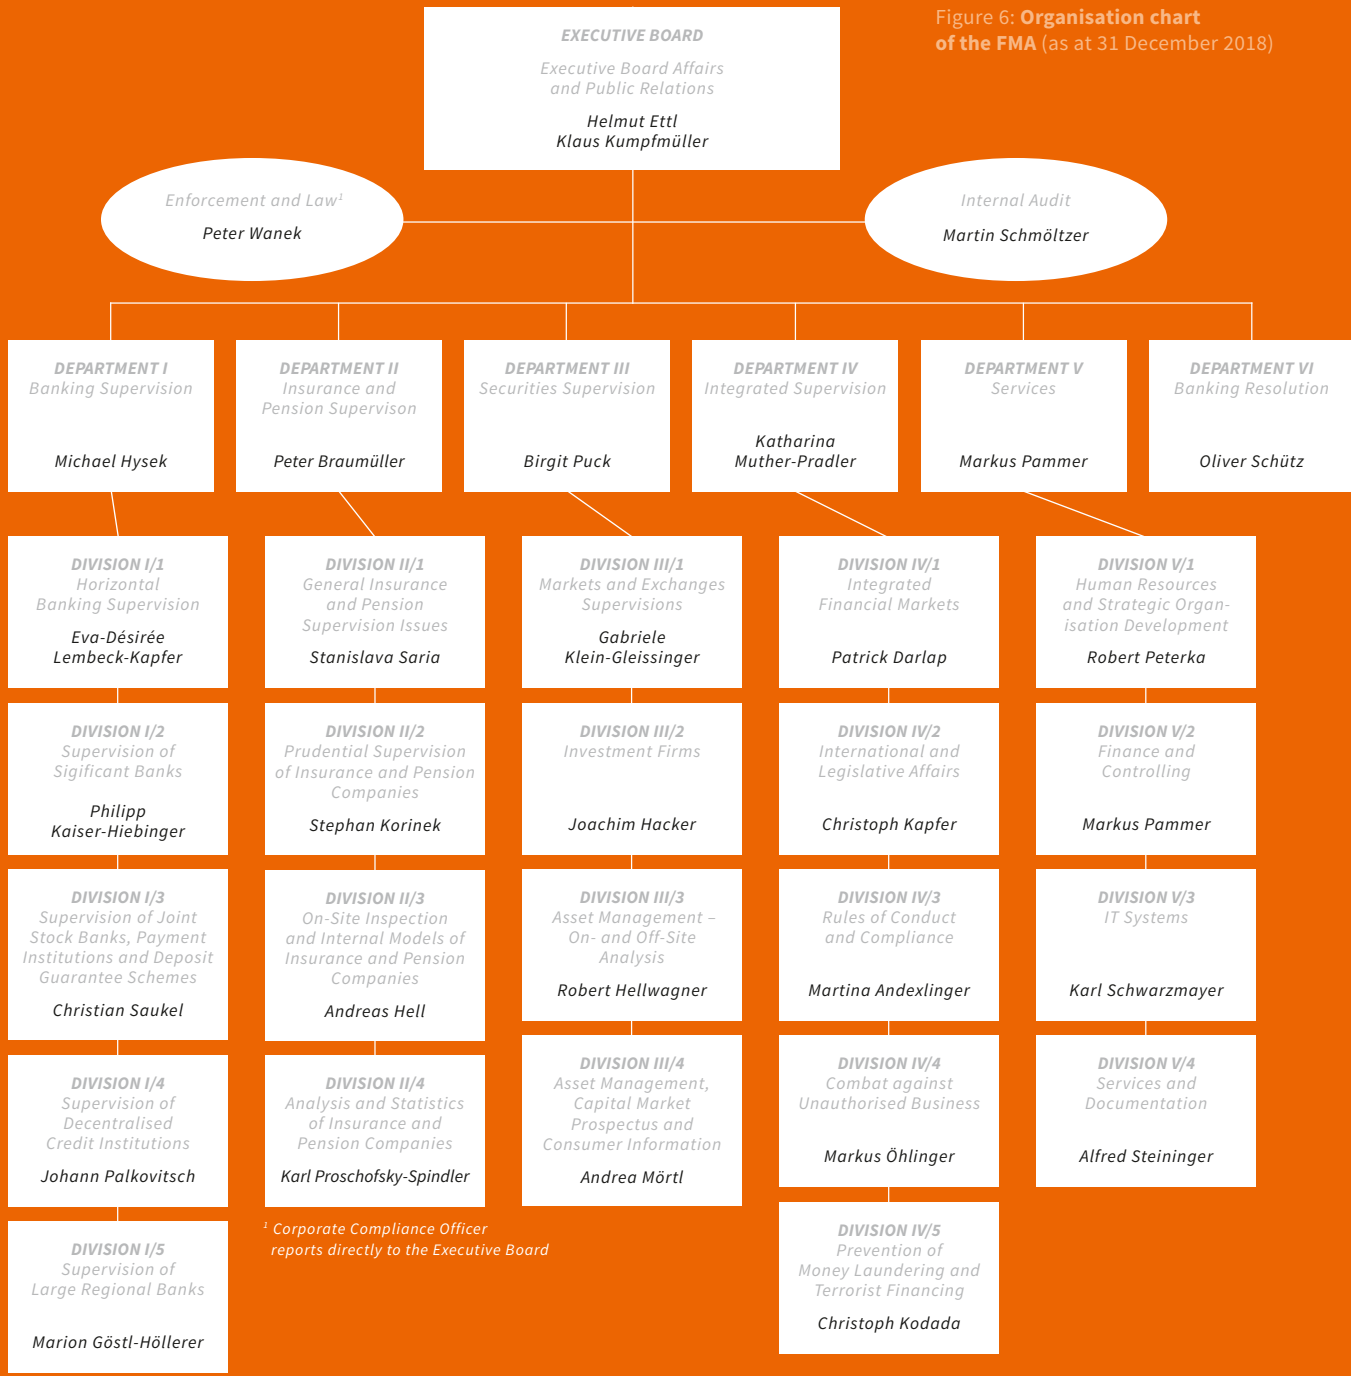 Figure 6: Organisation chart
of the FMA (as at 31 December 2018)
EXECUTIVE BOARD
Executive Board Affairs
and Public Relations
Helmut Ettl
Klaus Kumpfmüller
Enforcement and Law¹
Peter Wanek
Internal Audit
Martin Schmöltzer
DEPARTMENT I
Banking Supervision
Michael Hysek
DEPARTMENT II
Insurance and
Pension Supervison
Peter Braumüller
DEPARTMENT III
Securities Supervision
Birgit Puck
DEPARTMENT IV
Integrated Supervision
Katharina
Muther-Pradler
DEPARTMENT V
Services
Markus Pammer
DEPARTMENT VI
Banking Resolution
Oliver Schütz
DIVISION I/1
Horizontal
Banking Supervision
Eva-Désirée
Lembeck-Kapfer
DIVISION II/1
General Insurance
and Pension
Supervision Issues
Stanislava Saria
DIVISION III/1
Markets and Exchanges
Supervisions
Gabriele
Klein-Gleissinger
DIVISION IV/1
Integrated
Financial Markets
Patrick Darlap
DIVISION V/1
Human Resources
and Strategic Organ-
isation Development
Robert Peterka
DIVISION I/2
Supervision of
Sigificant Banks
Philipp
Kaiser-Hiebinger
DIVISION II/2
Prudential Supervision
of Insurance and Pension
Companies
Stephan Korinek
DIVISION III/2
Investment Firms
Joachim Hacker
DIVISION IV/2
International and
Legislative Affairs
Christoph Kapfer
DIVISION V/2
Finance and
Controlling
Markus Pammer
DIVISION I/3
Supervision of Joint
Stock Banks, Payment
Institutions and Deposit
Guarantee Schemes
Christian Saukel
DIVISION II/3
On-Site Inspection
and Internal Models of
Insurance and Pension
Companies
Andreas Hell
DIVISION III/3
Asset Management –
On- and Off-Site
Analysis
Robert Hellwagner
DIVISION IV/3
Rules of Conduct
and Compliance
Martina Andexlinger
DIVISION V/3
IT Systems
Karl Schwarzmayer
DIVISION I/4
Supervision of
Decentralised
Credit Institutions
Johann Palkovitsch
DIVISION II/4
Analysis and Statistics
of Insurance and
Pension Companies
Karl Proschofsky-Spindler
DIVISION III/4
Asset Management,
Capital Market
Prospectus and
Consumer Information
Andrea Mörtl
DIVISION IV/4
Combat against
Unauthorised Business
Markus Öhlinger
DIVISION V/4
Services and
Documentation
Alfred Steininger
DIVISION I/5
Supervision of
Large Regional Banks
Marion Göstl-Höllerer
¹ Corporate Compliance Officer
reports directly to the Executive Board
DIVISION IV/5
Prevention of
Money Laundering and
Terrorist Financing
Christoph Kodada